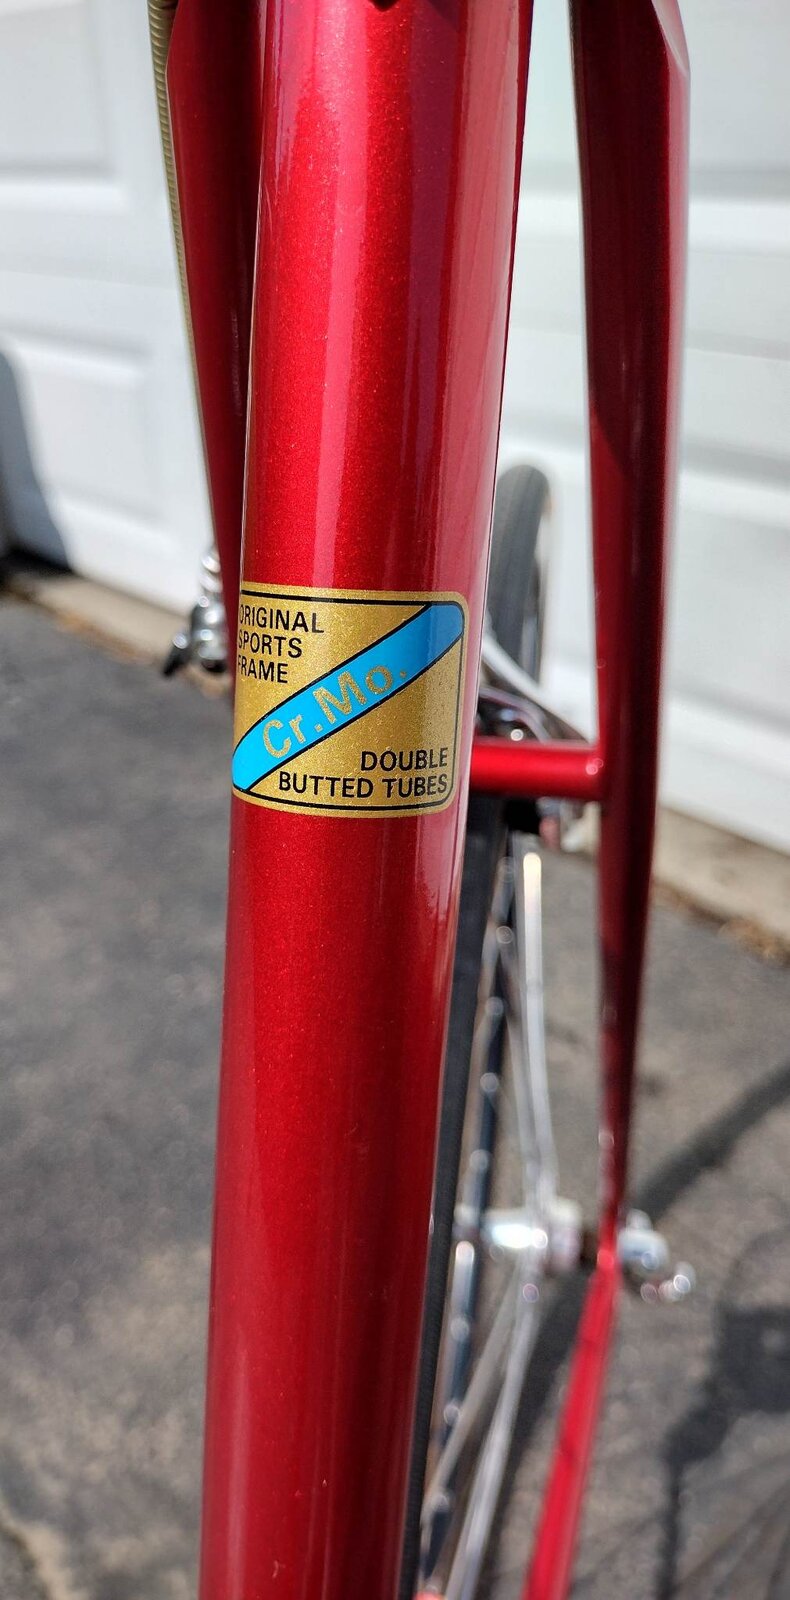 ORIGINAL
SPORTS
FRAME
Cr.Mo.
DOUBLE
BUTTED TUBES